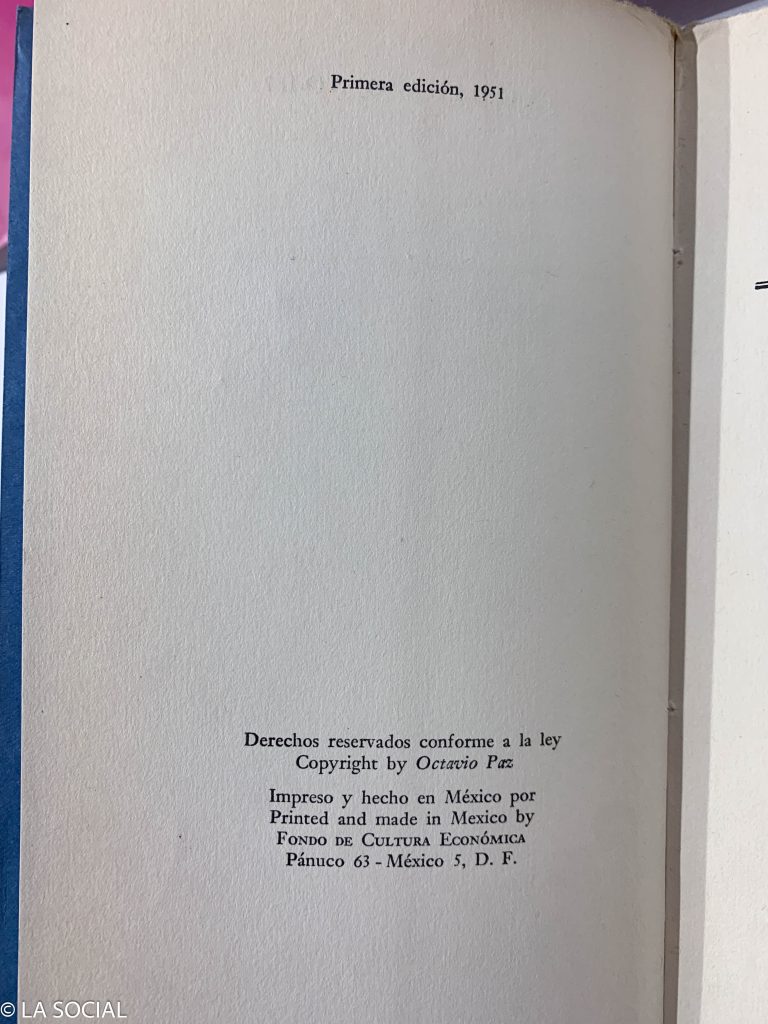 Primera edición, 1951
Derechos reservados conforme a la ley
Copyright by Octavio Paz
Impreso y hecho en México por
Printed and made in Mexico by
FONDO DE CULTURA ECONÓMICA
Pánuco 63 - México 5, D. F.
© LA SOCIAL